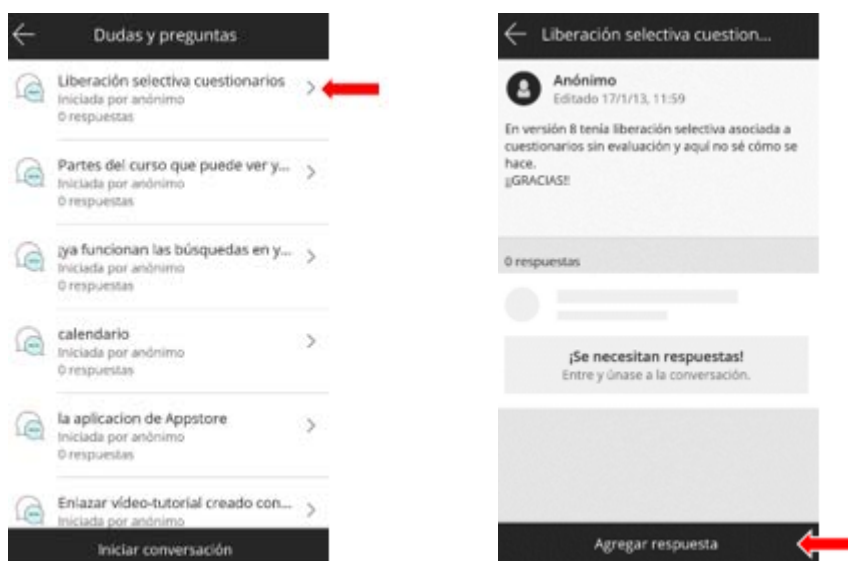 Dudas y preguntas
Liberación selectiva cuestionarios
Iniciada por anónimo
0 respuestas
Partes del curso que puede ver y...
Iniciada por anónimo
0 respuestas
¡ya funcionan las búsquedas en y...
Iniciada por anónimo
0 respuestas
calendario
Iniciada por anónimo
0 respuestas
la aplicacion de Appstore
Iniciada por anónimo
0 respuestas
Enlazar vídeo-tutorial creado con...
Iniciada por anónimo
Iniciar conversación
Liberación selectiva cuestion...
Anónimo
Editado 17/1/13, 11:59
En versión 8 tenía liberación selectiva asociada a
cuestionarios sin evaluación y aquí no sé cómo se
hace.
¡¡GRACIAS!!
0 respuestas
¡Se necesitan respuestas!
Entre y únase a la conversación.
Agregar respuesta